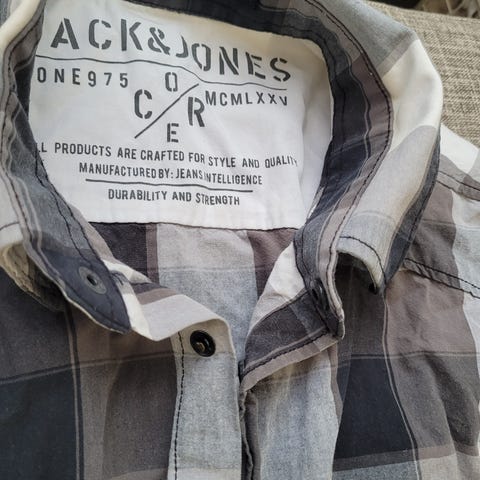 ACK&JONES
ONE975 O MCMLXXV
C / R
E
LL PRODUCTS ARE CRAFTED FOR STYLE AND QUALITY
MANUFACTURED BY: JEANS INTELLIGENCE
DURABILITY AND STRENGTH